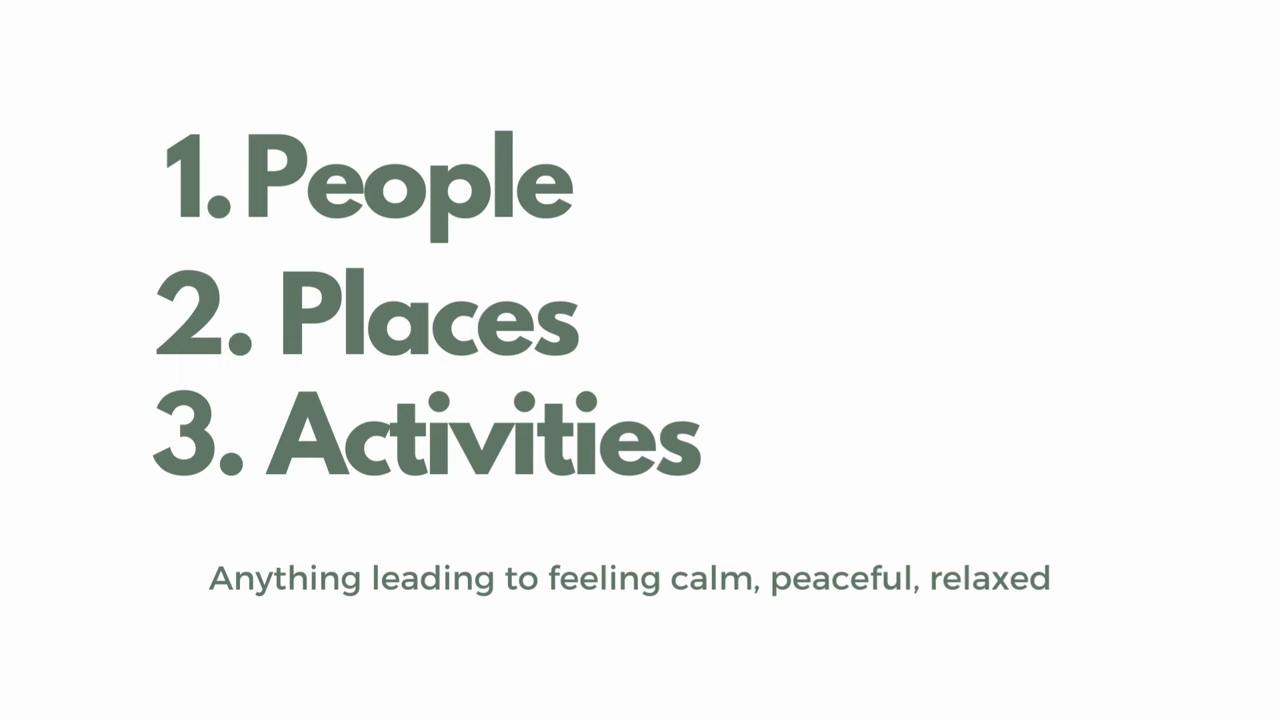 1. People
2. Places
3. Activities
Anything leading to feeling calm, peaceful, relaxed